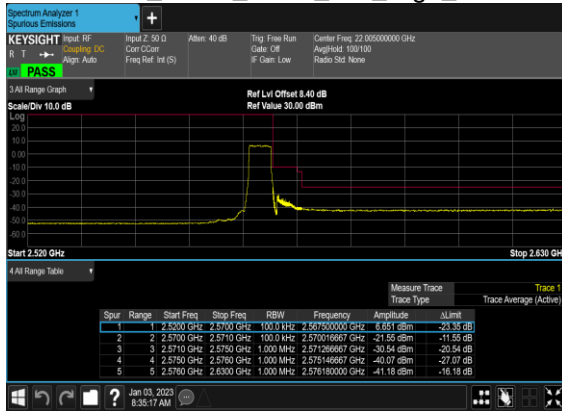 Spectrum Analyzer 1
Spurious Emissions
KEYSIGHT Input: RF Input Z: 50 Ω Atten: 40 dB Trig: Free Run Center Freq: 22.005000000 GHz
R T Coupling: DC Corr CCorr Gate: Off Avg|Hold: 100/100
Align: Auto Freq Ref: Int (S) IF Gain: Low Radio Std: None
PASS
3 All Range Graph Ref Lvl Offset 8.40 dB
Scale/Div 10.0 dB Ref Value 30.00 dBm
Log
20.0
10.0
0.00
-10.0
-20.0
-30.0
-40.0
-50.0
-60.0
Start 2.520 GHz Stop 2.630 GH
4 All Range Table
Measure Trace Trace 1
Trace Type Trace Average (Active)
Spur Range Start Freq Stop Freq RBW Frequency Amplitude ΔLimit
1 1 2.5200 GHz 2.5700 GHz 100.0 kHz 2.567500000 GHz 6.651 dBm -23.35 dB
2 2 2.5700 GHz 2.5710 GHz 100.0 kHz 2.570016667 GHz -21.55 dBm -11.55 dB
3 3 2.5710 GHz 2.5750 GHz 1.000 MHz 2.571266667 GHz -30.54 dBm -20.54 dB
4 4 2.5750 GHz 2.5760 GHz 1.000 MHz 2.575146667 GHz -40.07 dBm -27.07 dB
5 5 2.5760 GHz 2.6300 GHz 1.000 MHz 2.576180000 GHz -41.18 dBm -16.18 dB
Jan 03, 2023
8:35:17 AM